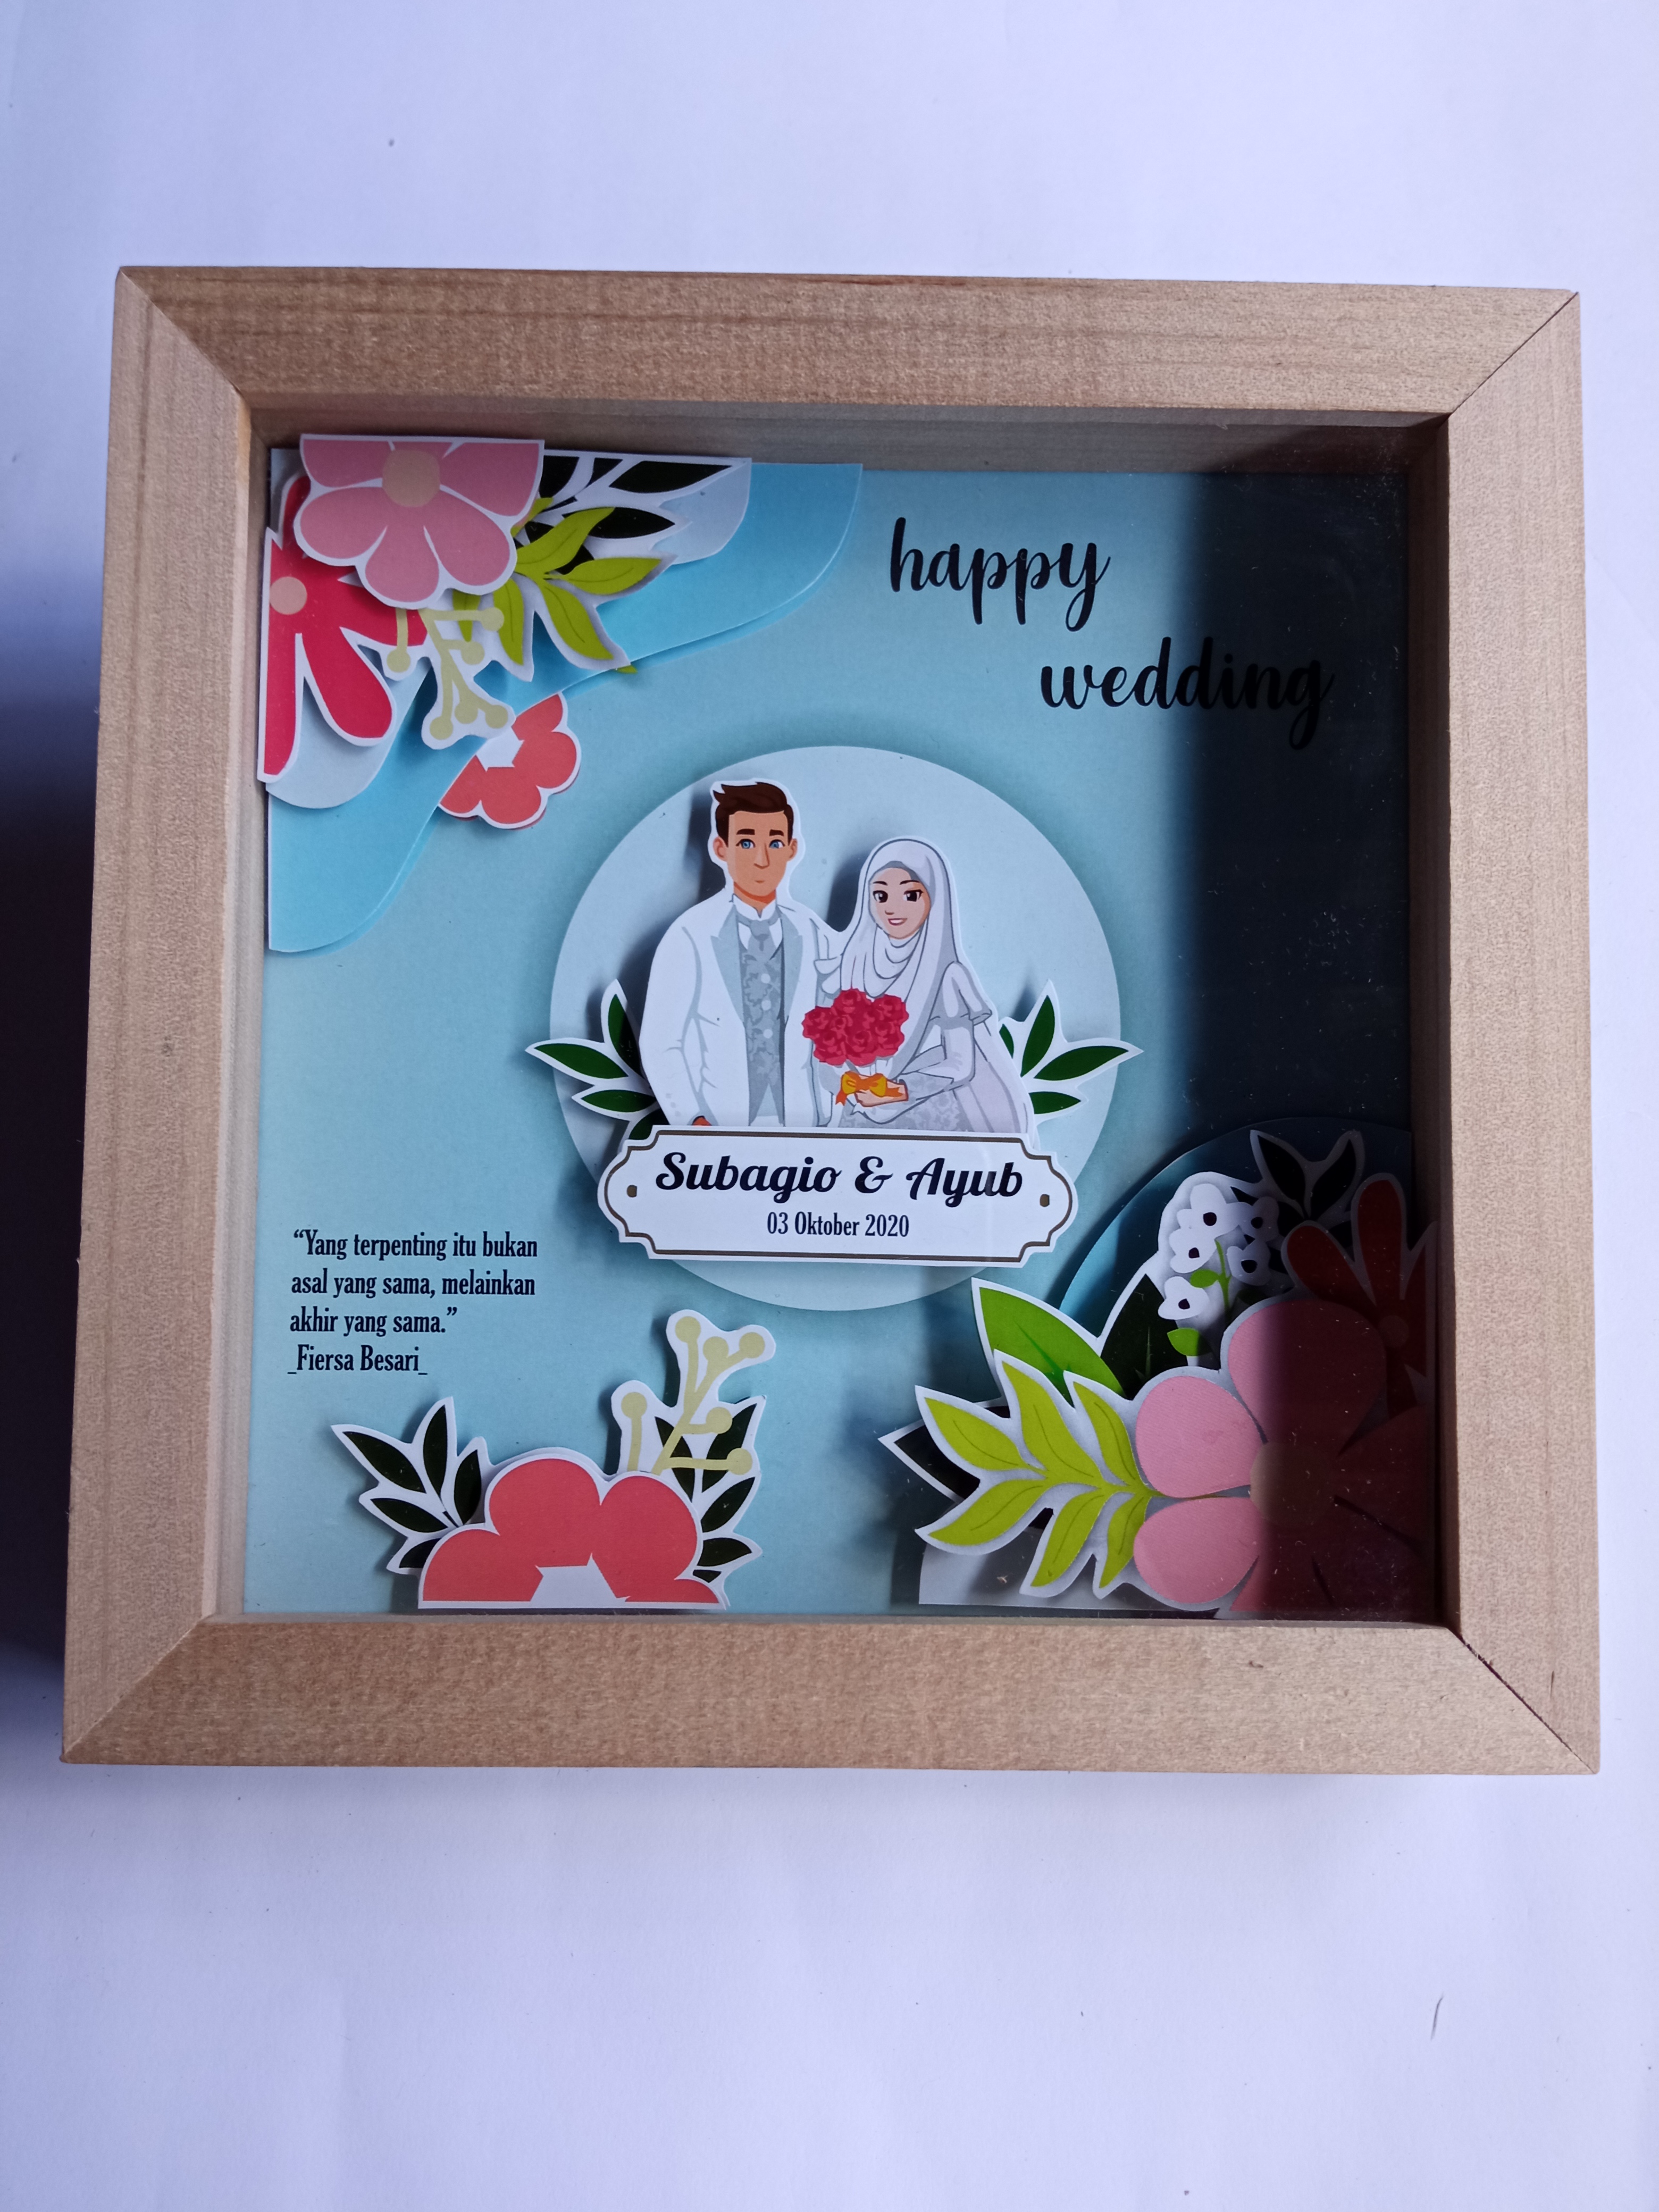 happy
wedding
Subagio & Ayub
03 Oktober 2020
“Yang terpenting itu bukan
asal yang sama, melainkan
akhir yang sama.”
_Fiersa Besari_